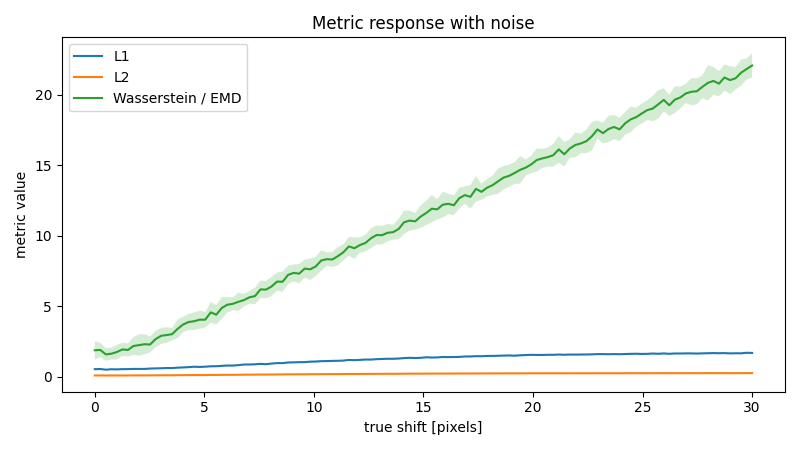 Metric response with noise
L1
L2
Wasserstein / EMD
metric value
20
15
10
5
0
0 5 10 15 20 25 30
true shift [pixels]